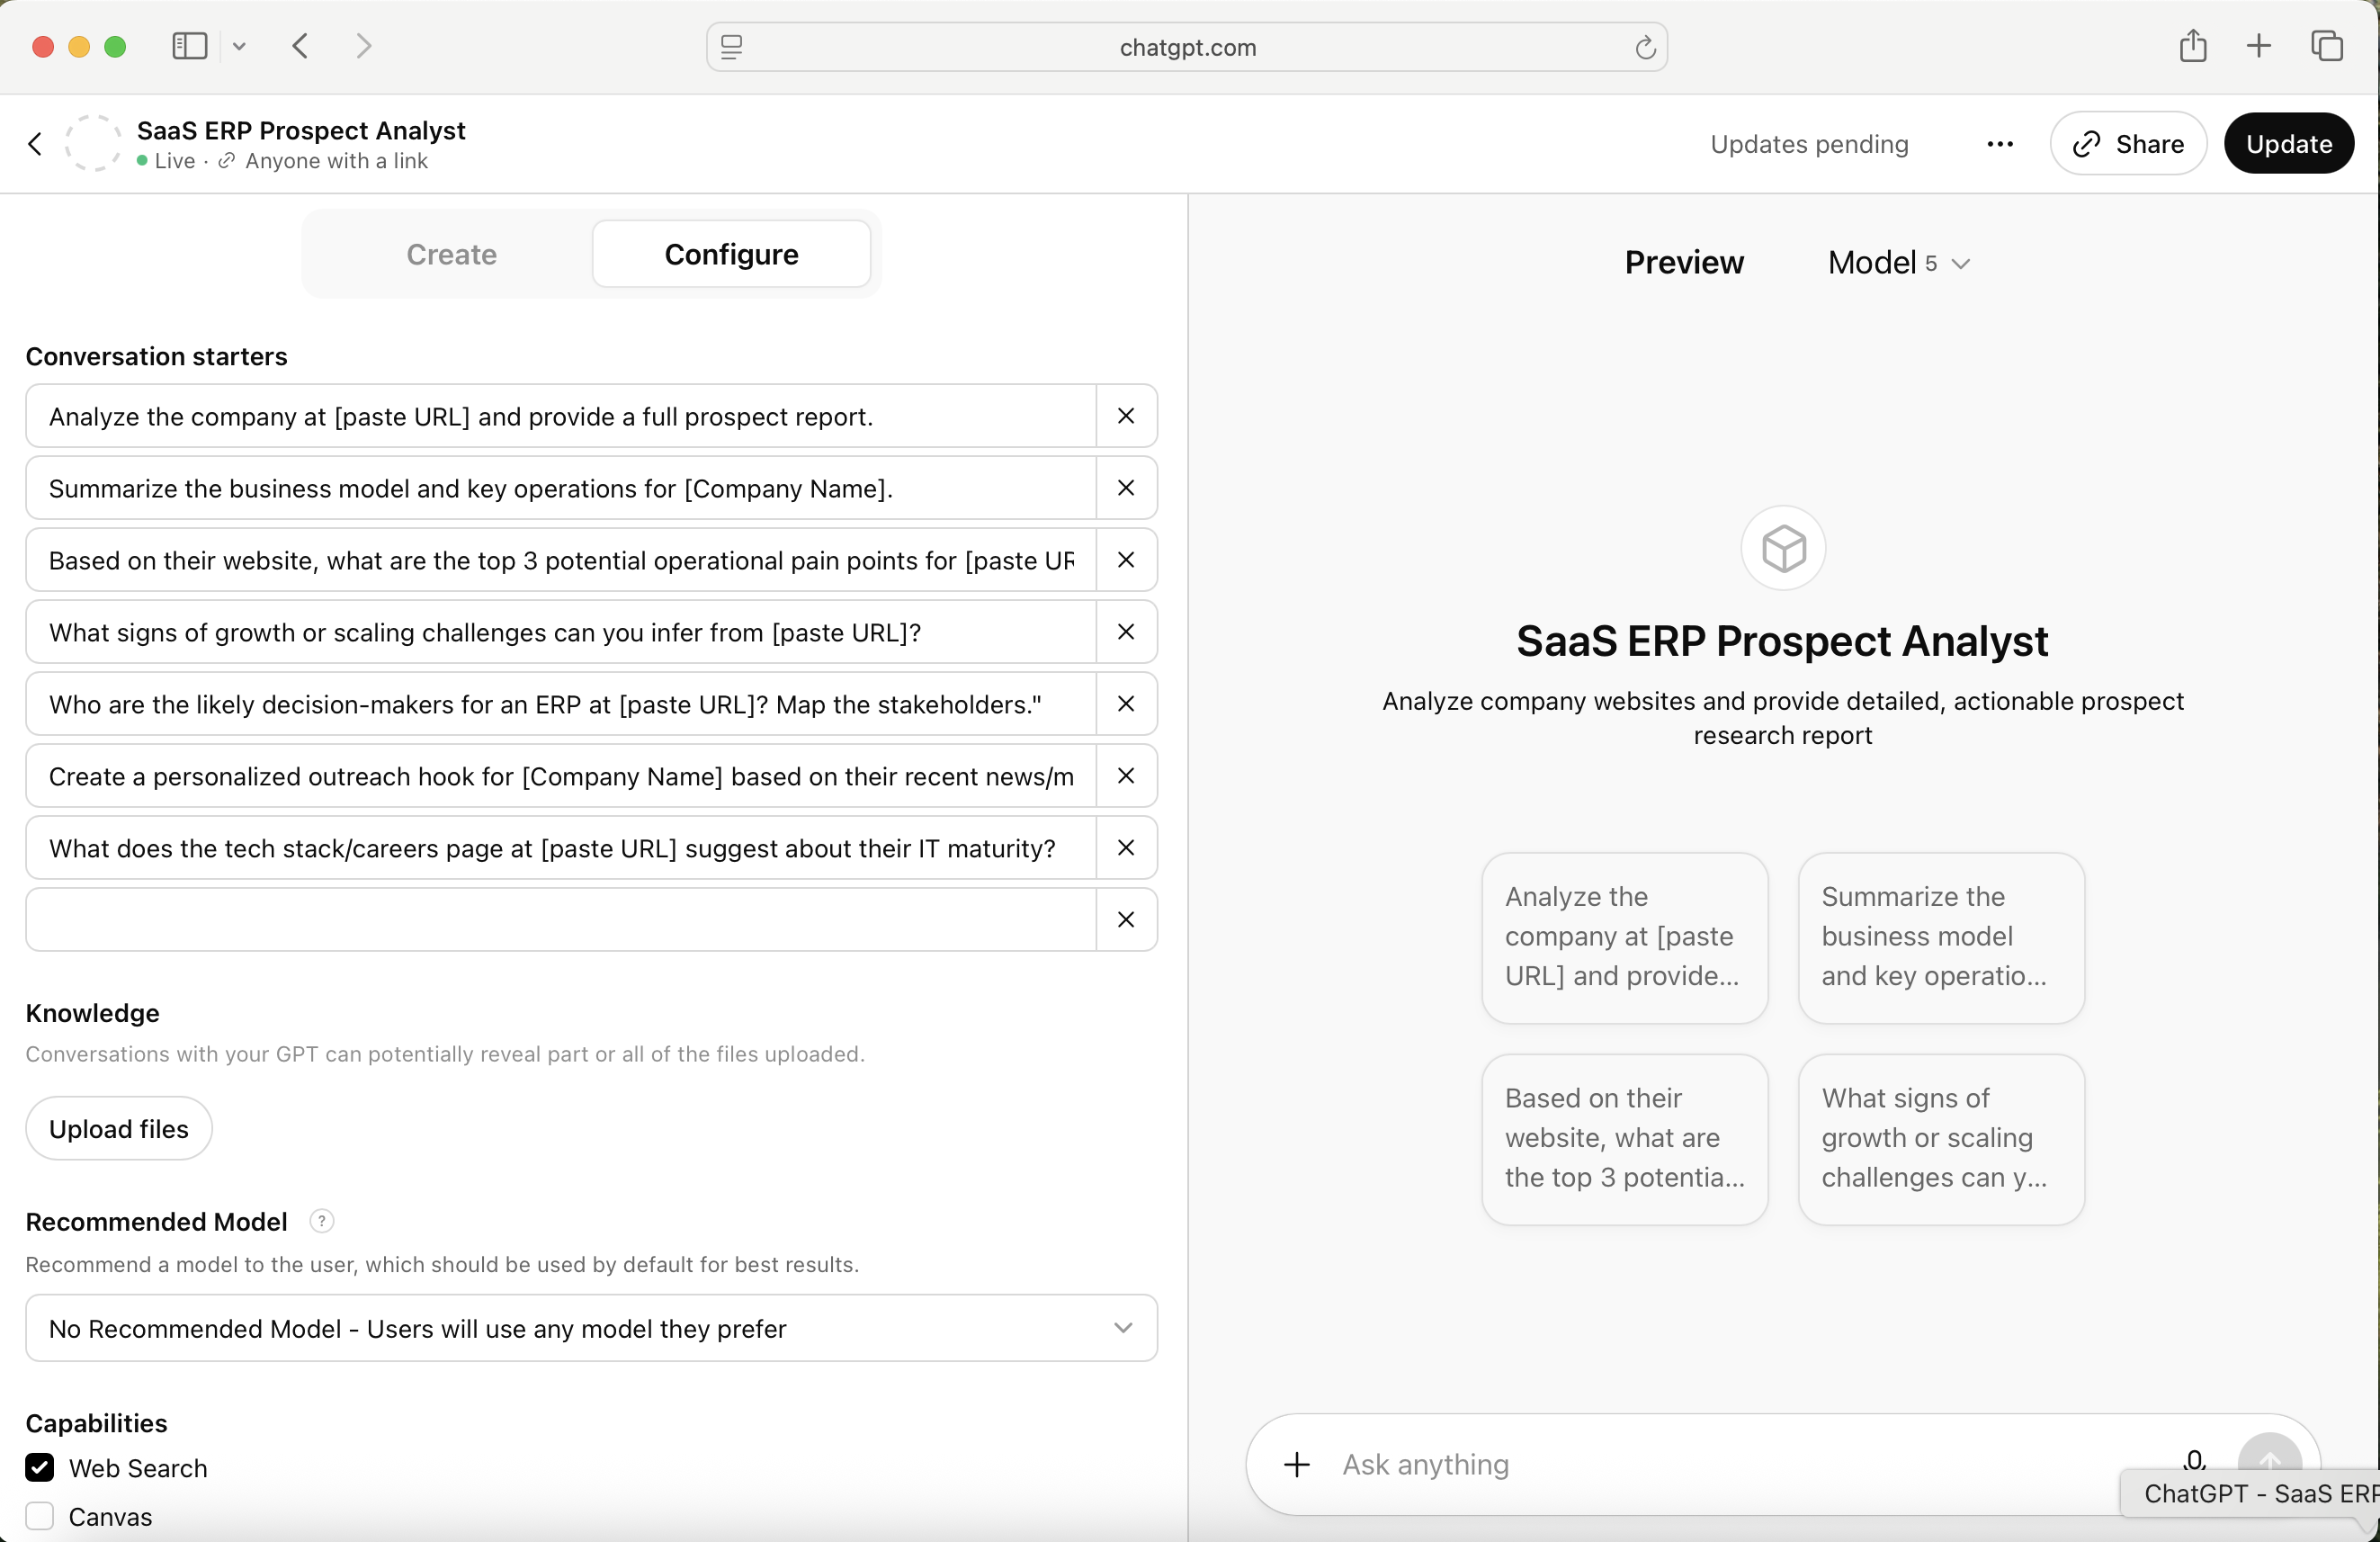 chatgpt.com
SaaS ERP Prospect Analyst
Live · Anyone with a link
Updates pending
Share
Update
Create
Configure
Conversation starters
Analyze the company at [paste URL] and provide a full prospect report.
Summarize the business model and key operations for [Company Name].
Based on their website, what are the top 3 potential operational pain points for [paste UR
What signs of growth or scaling challenges can you infer from [paste URL]?
Who are the likely decision-makers for an ERP at [paste URL]? Map the stakeholders."
Create a personalized outreach hook for [Company Name] based on their recent news/m
What does the tech stack/careers page at [paste URL] suggest about their IT maturity?
Knowledge
Conversations with your GPT can potentially reveal part or all of the files uploaded.
Upload files
Recommended Model ?
Recommend a model to the user, which should be used by default for best results.
No Recommended Model - Users will use any model they prefer
Capabilities
Web Search
Canvas
Preview
Model 5
SaaS ERP Prospect Analyst
Analyze company websites and provide detailed, actionable prospect
research report
Analyze the
company at [paste
URL] and provide...
Summarize the
business model
and key operatio...
Based on their
website, what are
the top 3 potentia...
What signs of
growth or scaling
challenges can y...
Ask anything
ChatGPT - SaaS ERP